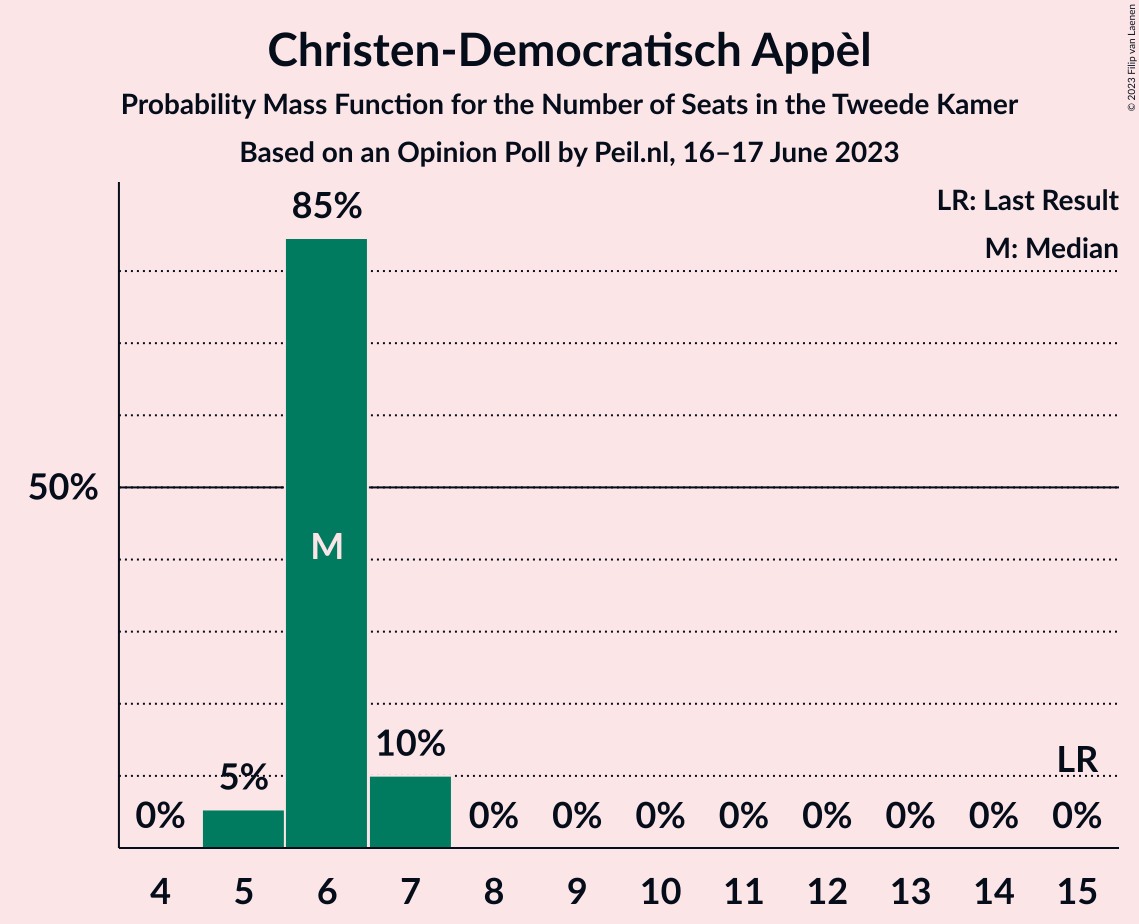 Christen-Democratisch Appèl
Probability Mass Function for the Number of Seats in the Tweede Kamer
Based on an Opinion Poll by Peil.nl, 16–17 June 2023
© 2023 Filip van Laenen
LR: Last Result
M: Median
85%
50%
M
10%
5%
LR
0% 0% 0% 0% 0% 0% 0% 0% 0%
4 5 6 7 8 9 10 11 12 13 14 15